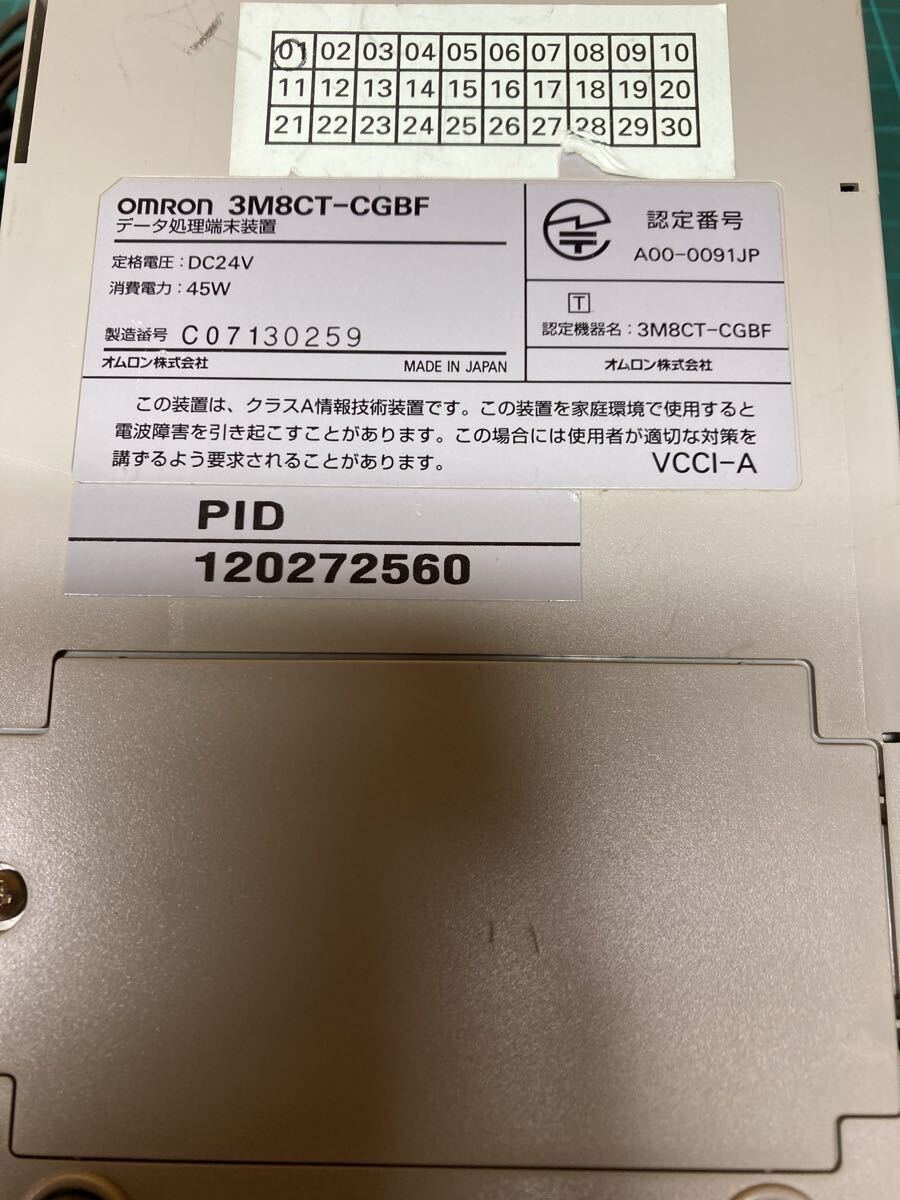 01 02 03 04 05 06 07 08 09 10
11 12 13 14 15 16 17 18 19 20
21 22 23 24 25 26 27 28 29 30
omron 3M8CT-CGBF
データ処理端末装置
定格電圧：DC24V
消費電力：45W
製造番号 C07130259
オムロン株式会社 MADE IN JAPAN
認定番号
A00-0091JP
T
認定機器名：3M8CT-CGBF
オムロン株式会社
この装置は、クラスA情報技術装置です。この装置を家庭環境で使用すると
電波障害を引き起こすことがあります。この場合には使用者が適切な対策を
講ずるよう要求されることがあります。 VCCI-A
PID
120272560